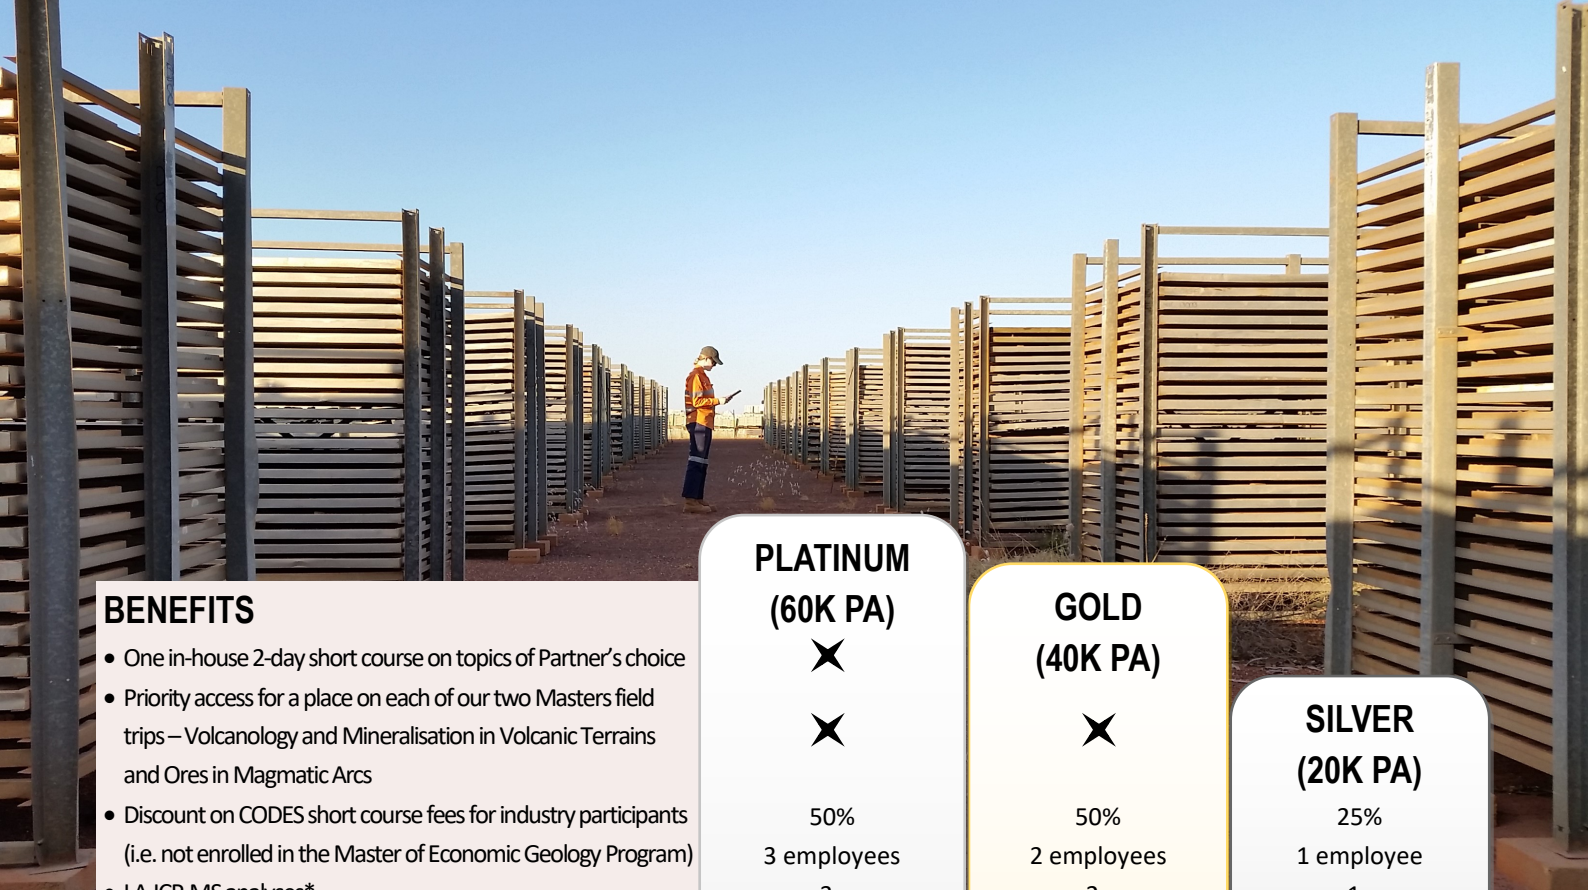 PLATINUM
(60K PA)
GOLD
(40K PA)
SILVER
(20K PA)
BENEFITS
• One in-house 2-day short course on topics of Partner's choice
• Priority access for a place on each of our two Masters field
trips – Volcanology and Mineralisation in Volcanic Terrains
and Ores in Magmatic Arcs
• Discount on CODES short course fees for industry participants 50% 50% 25%
(i.e. not enrolled in the Master of Economic Geology Program) 3 employees 2 employees 1 employee